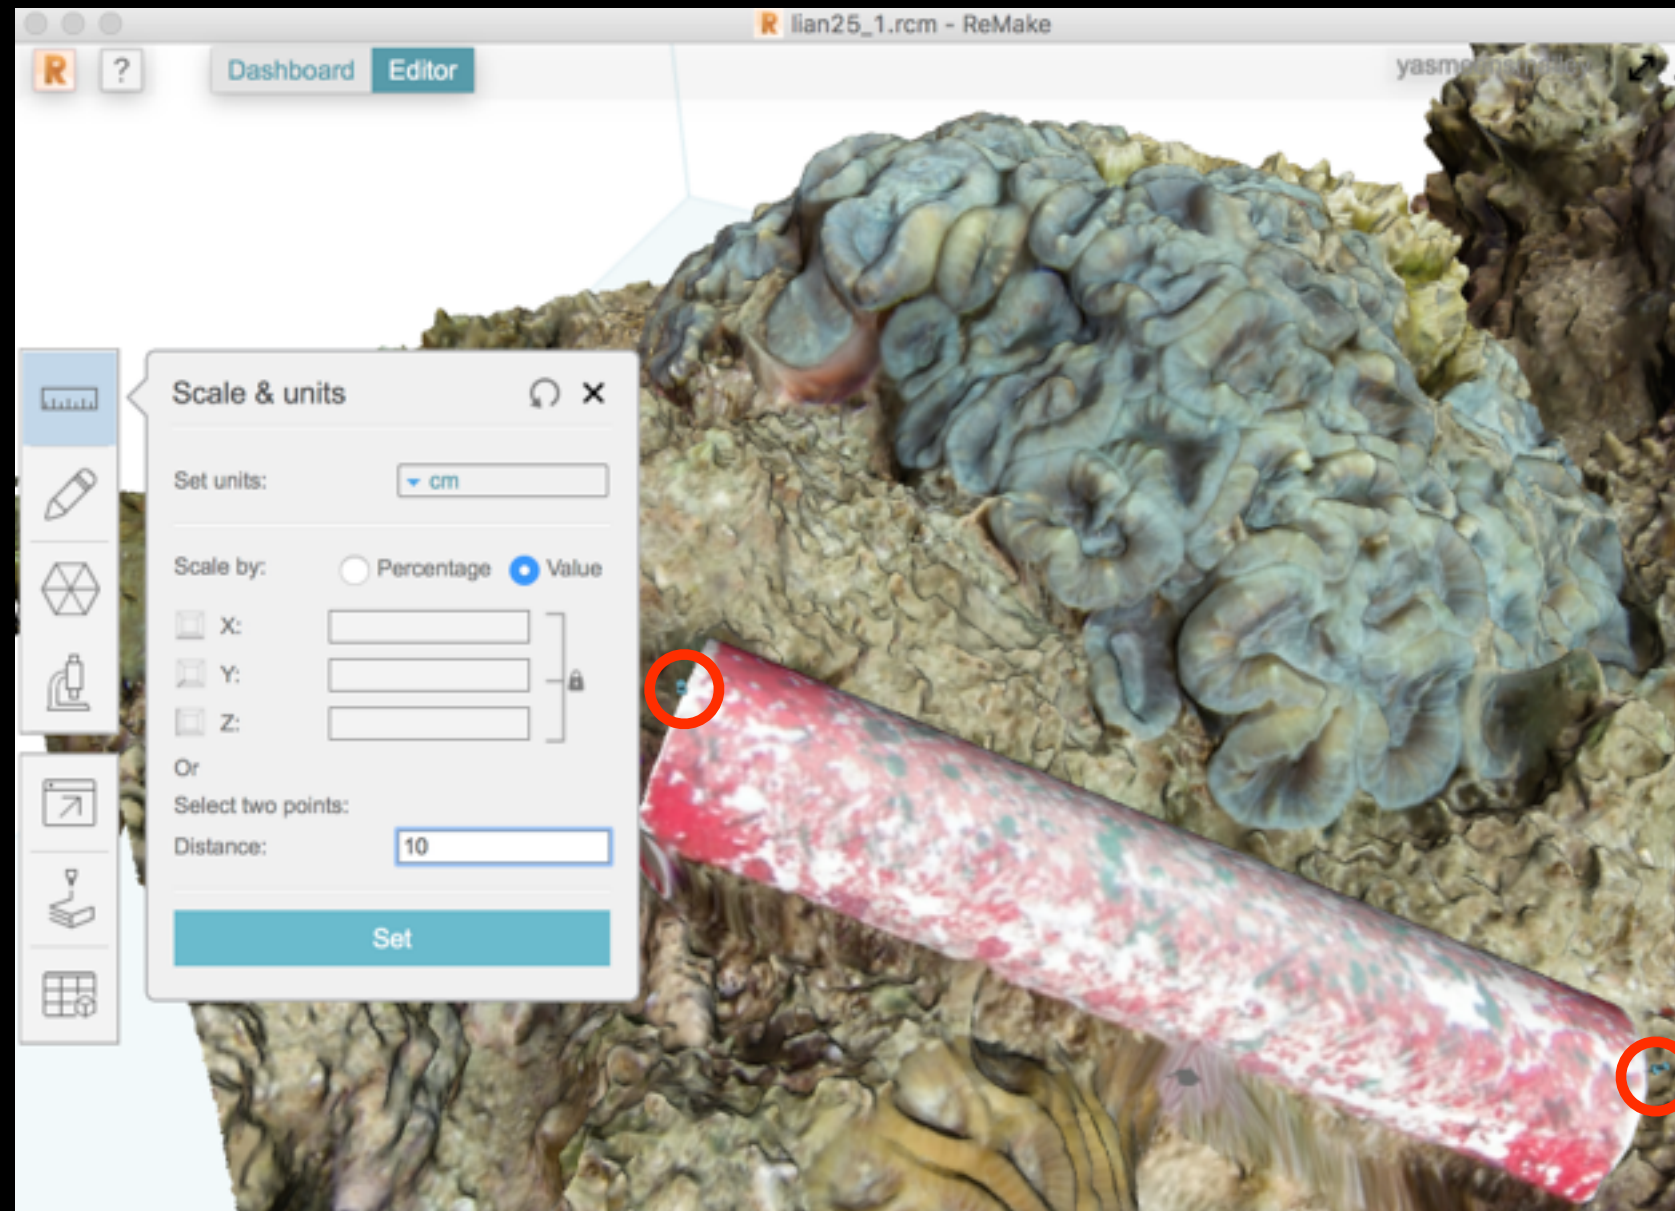 R lian25_1.rcm - ReMake
R ? Dashboard Editor
Scale & units
Set units: cm
Scale by: Percentage Value
X:
Y:
Z:
Or
Select two points:
Distance: 10
Set